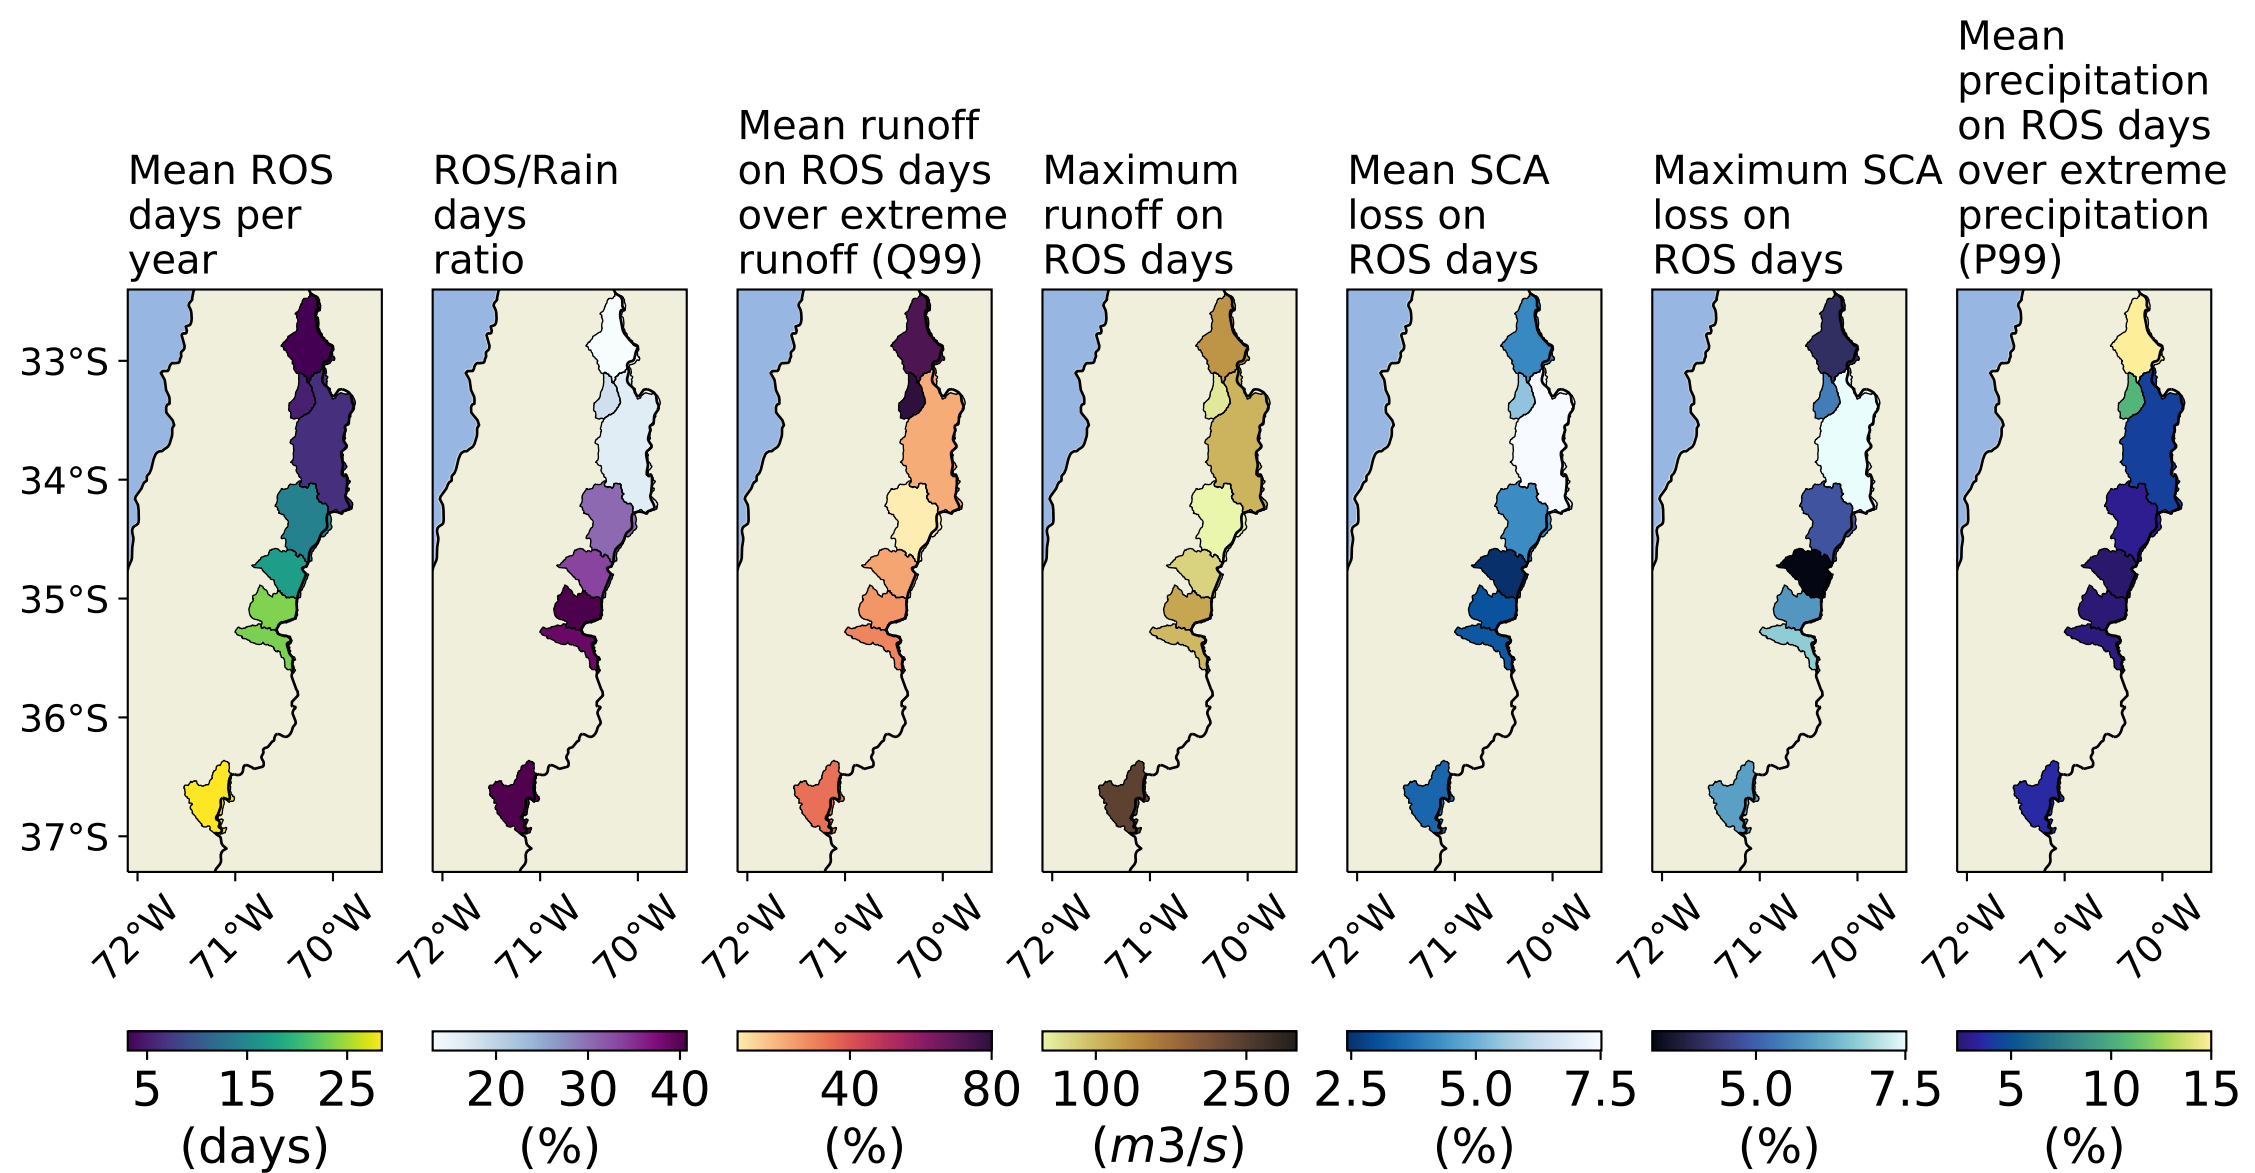 Mean ROS
days per
year
ROS/Rain
days
ratio
Mean runoff
on ROS days
over extreme
runoff (Q99)
Maximum
runoff on
ROS days
Mean SCA
loss on
ROS days
Maximum SCA
loss on
ROS days
Mean
precipitation
on ROS days
over extreme
precipitation
(P99)
33°S
34°S
35°S
36°S
37°S
72°W 71°W 70°W
72°W 71°W 70°W
72°W 71°W 70°W
72°W 71°W 70°W
72°W 71°W 70°W
72°W 71°W 70°W
72°W 71°W 70°W
5 15 25
(days)
20 30 40
(%)
40 80
(%)
100 250
(m3/s)
2.5 5.0 7.5
(%)
5.0 7.5
(%)
5 10 15
(%)